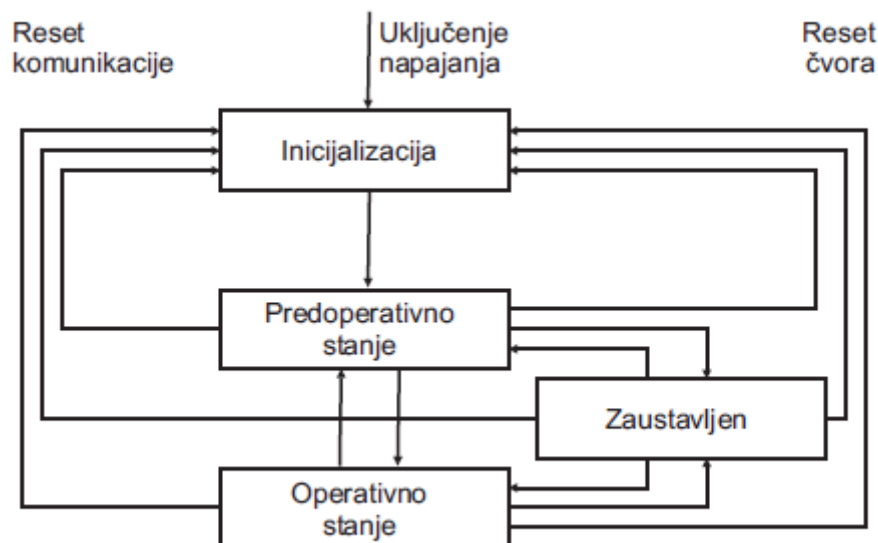 Reset
komunikacije
Uključenje
napajanja
Reset
čvora
Inicijalizacija
Predoperativno
stanje
Zaustavljen
Operativno
stanje